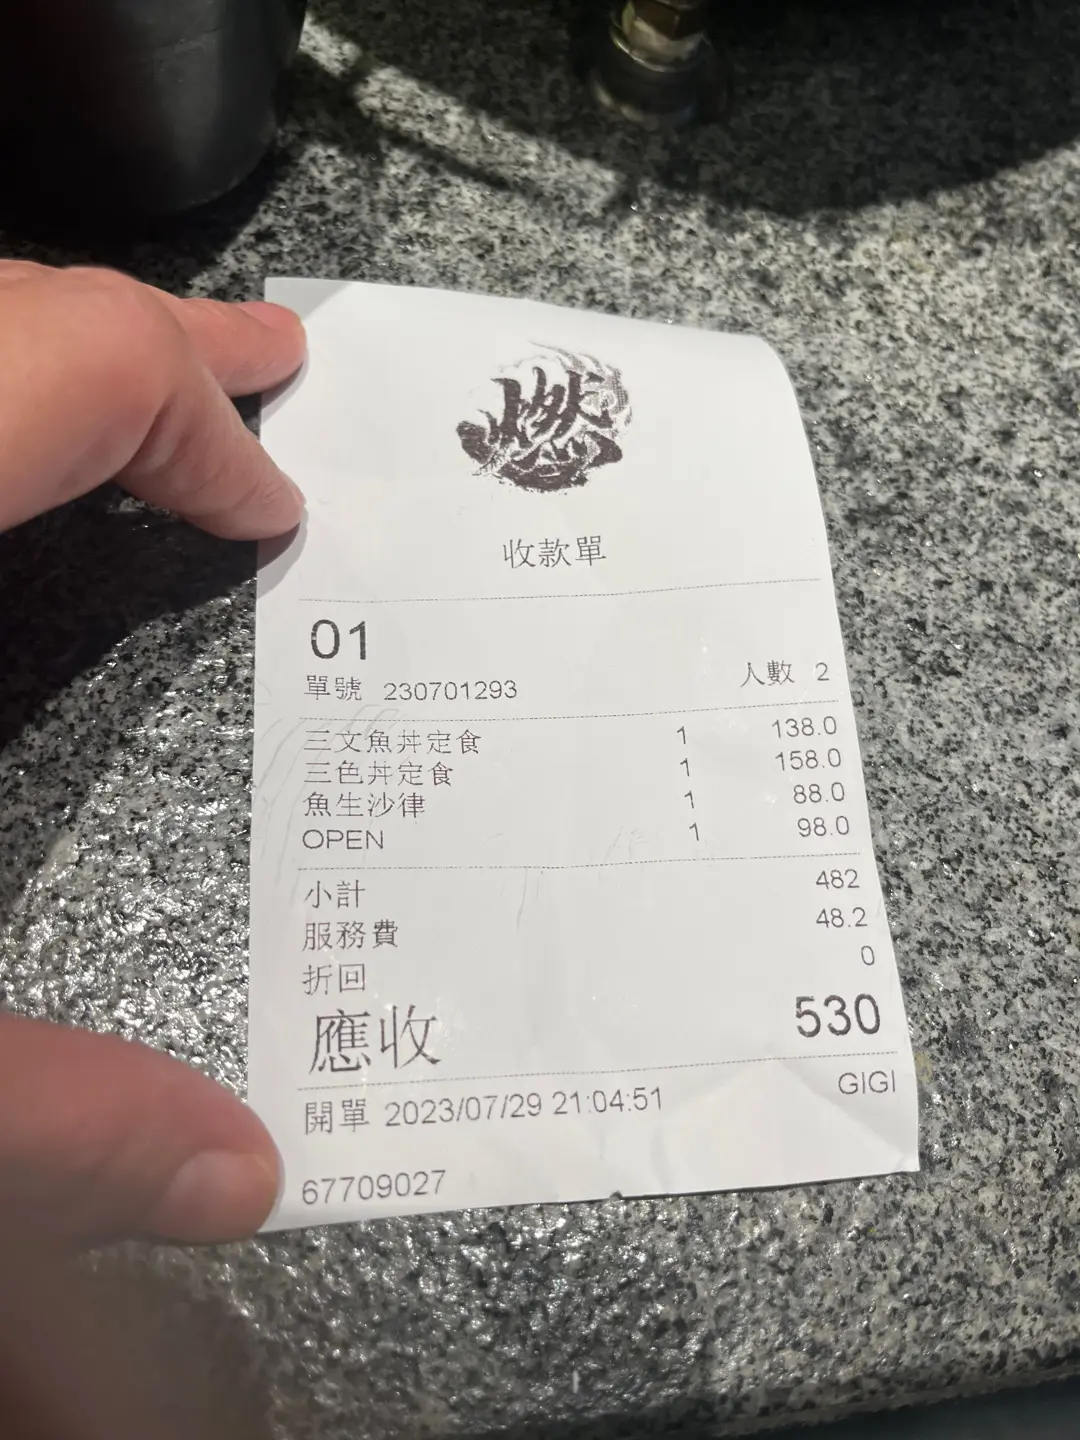 燃
收款單
01
單號 230701293 人數 2
三文魚丼定食 1 138.0
三色丼定食 1 158.0
魚生沙律 1 88.0
OPEN 1 98.0
小計 482
服務費 48.2
折回 0
應收 530
開單 2023/07/29 21:04:51 GIGI
67709027